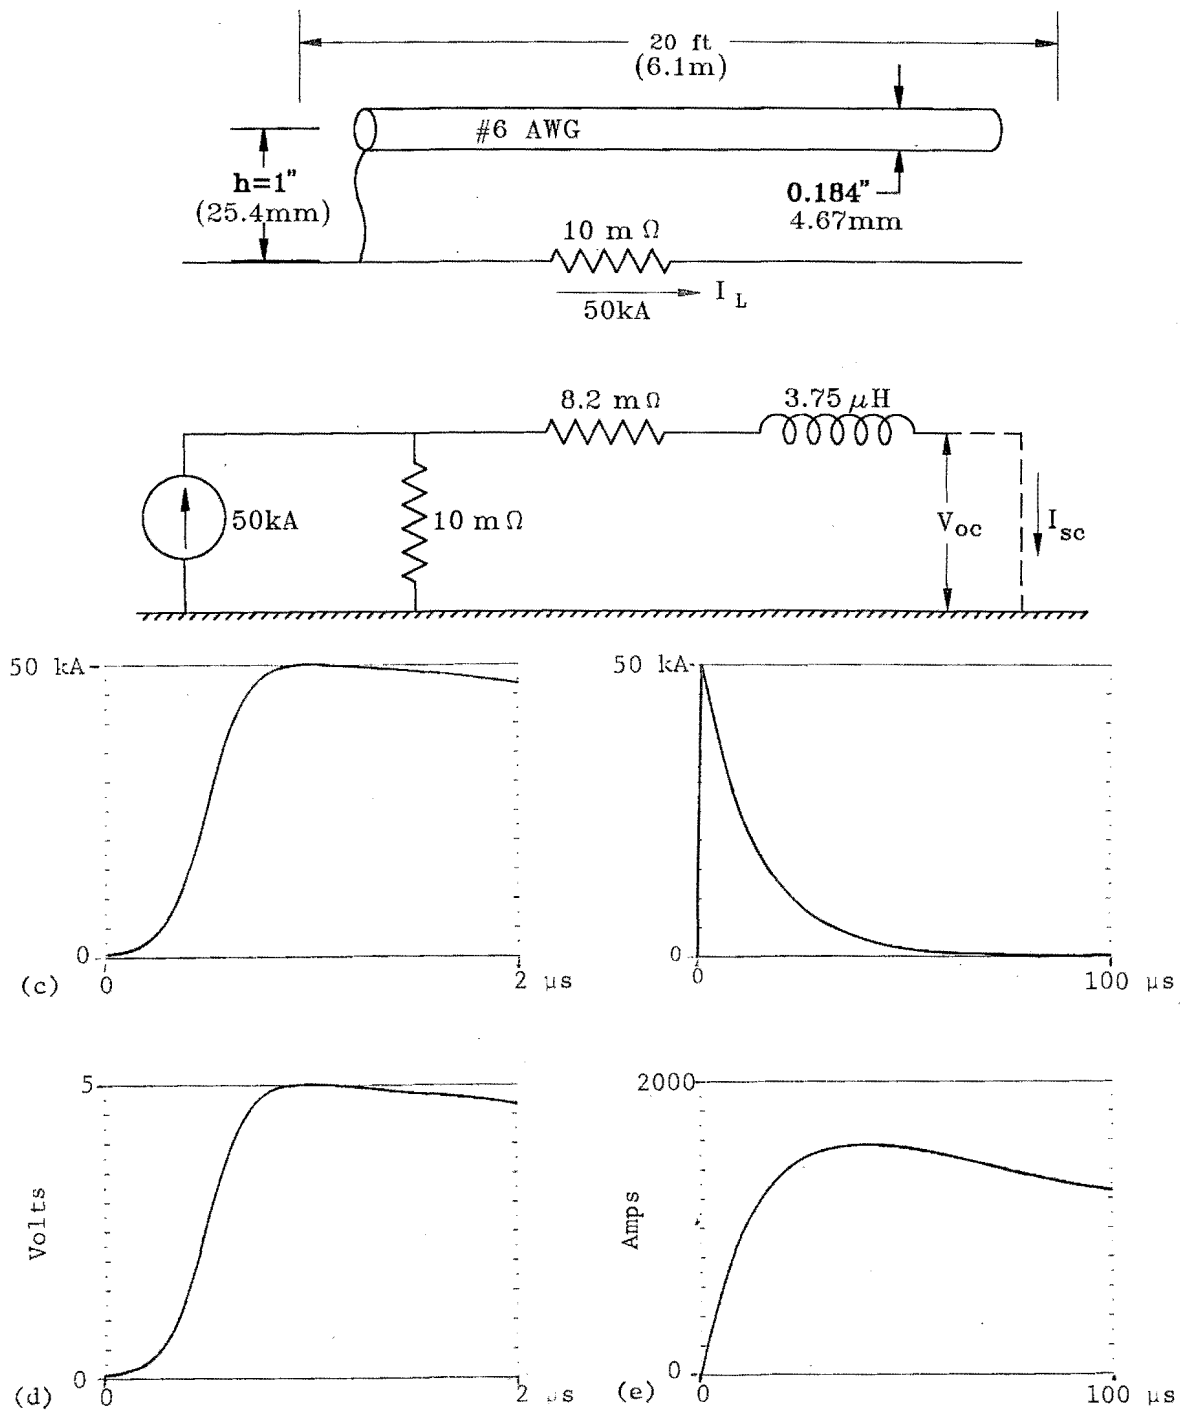 20 ft
(6.1m)
#6 AWG
h=1"
(25.4mm)
0.184"
4.67mm
10 m Ω
50kA
I L
8.2 m Ω
3.75 μH
50kA
10 m Ω
Voc
Isc
50 kA
0
(c)
0
2 μs
50 kA
0
0
100 μs
5
Volts
0
(d)
0
2 μs
2000
Amps
0
(e)
0
100 μs